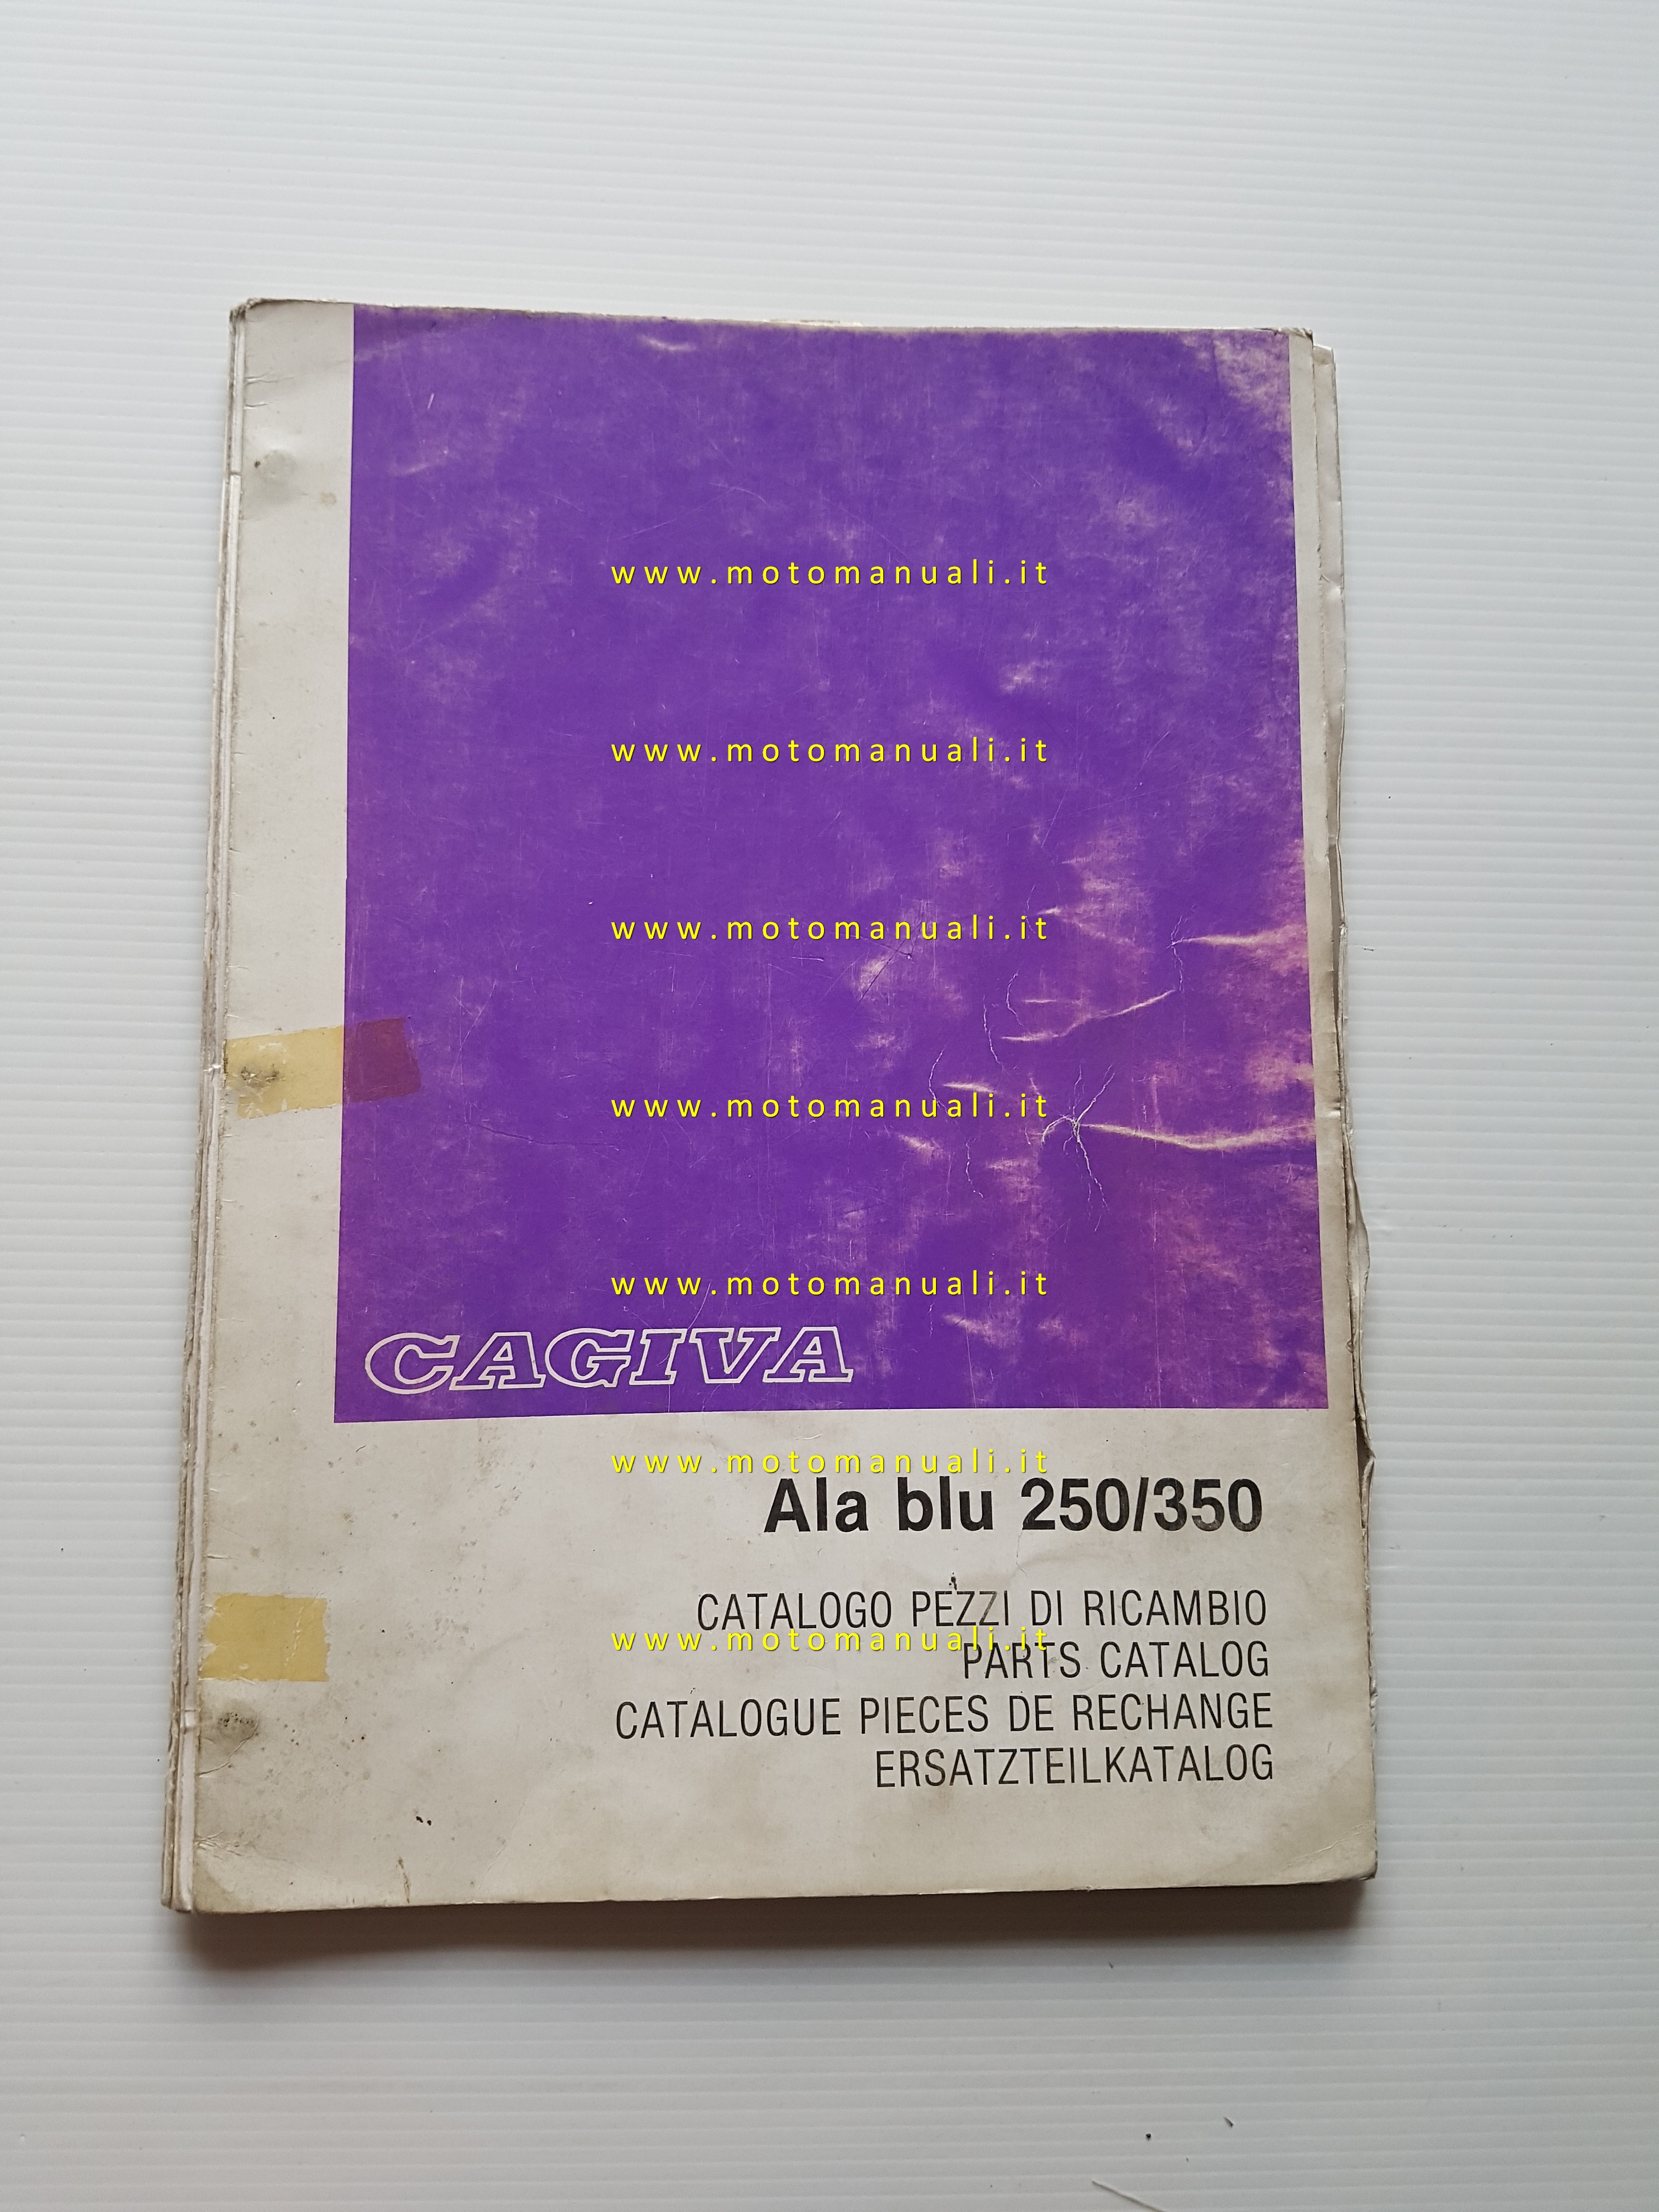 www.motomanuali.it
www.motomanuali.it
www.motomanuali.it
www.motomanuali.it
www.motomanuali.it
CAGIVA
www.motomanuali.it
Ala blu 250/350
CATALOGO PEZZI DI RICAMBIO
www.motomanuali.it
PARTS CATALOG
CATALOGUE PIECES DE RECHANGE
ERSATZTEILKATALOG